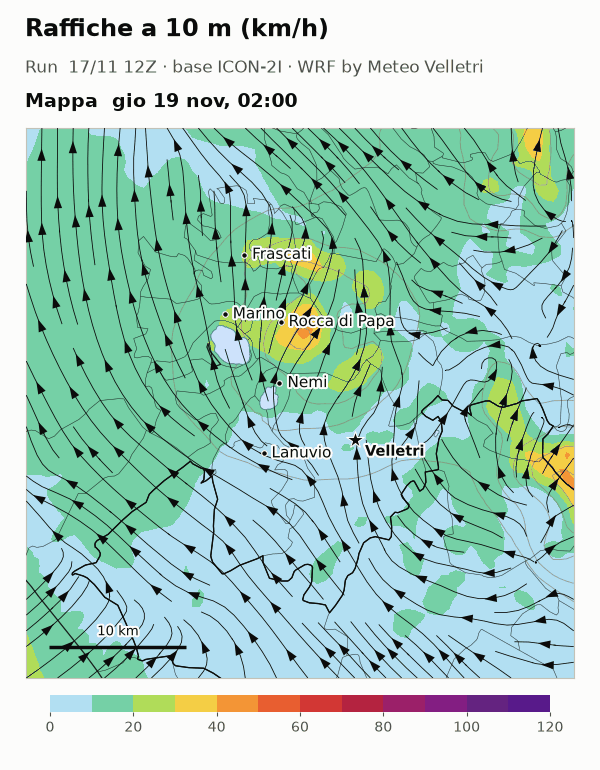 Raffiche a 10 m (km/h)
Run  17/11 12Z · base ICON-2I · WRF by Meteo Velletri
Mappa  gio 19 nov, 02:00
Frascati
Marino
Rocca di Papa
Nemi
Velletri
Lanuvio
10 km
0 20 40 60 80 100 120